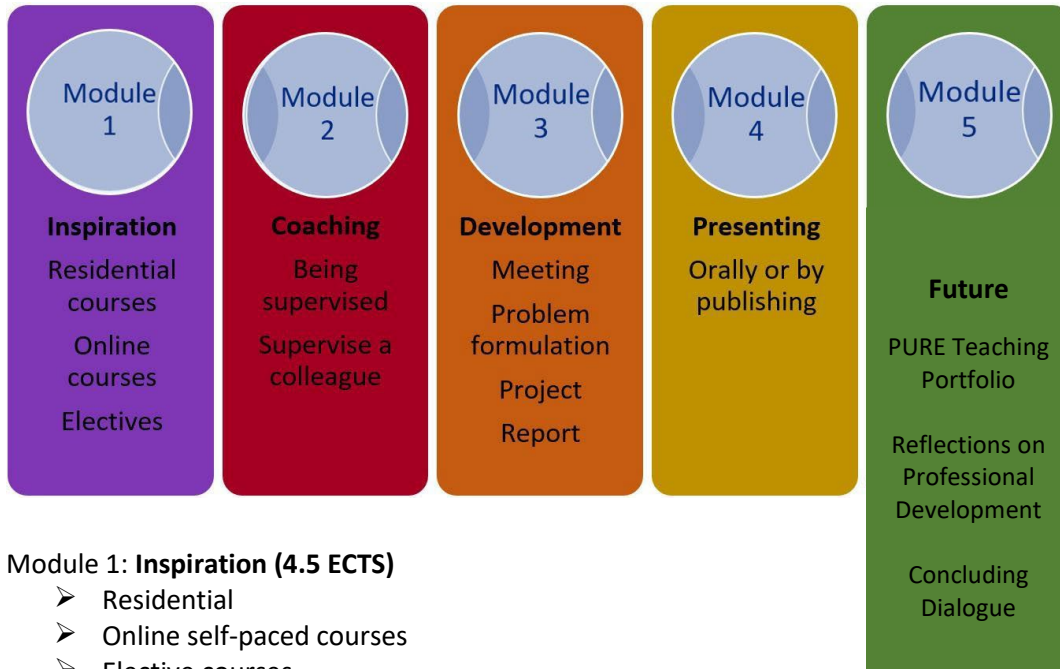 Module
1
Inspiration
Residential
courses
Online
courses
Electives
Module
2
Coaching
Being
supervised
Supervise a
colleague
Module
3
Development
Meeting
Problem
formulation
Project
Report
Module
4
Presenting
Orally or by
publishing
Module
5
Future
PURE Teaching
Portfolio
Reflections on
Professional
Development
Concluding
Dialogue
Module 1: Inspiration (4.5 ECTS)
➢ Residential
➢ Online self-paced courses
➢ Elective courses